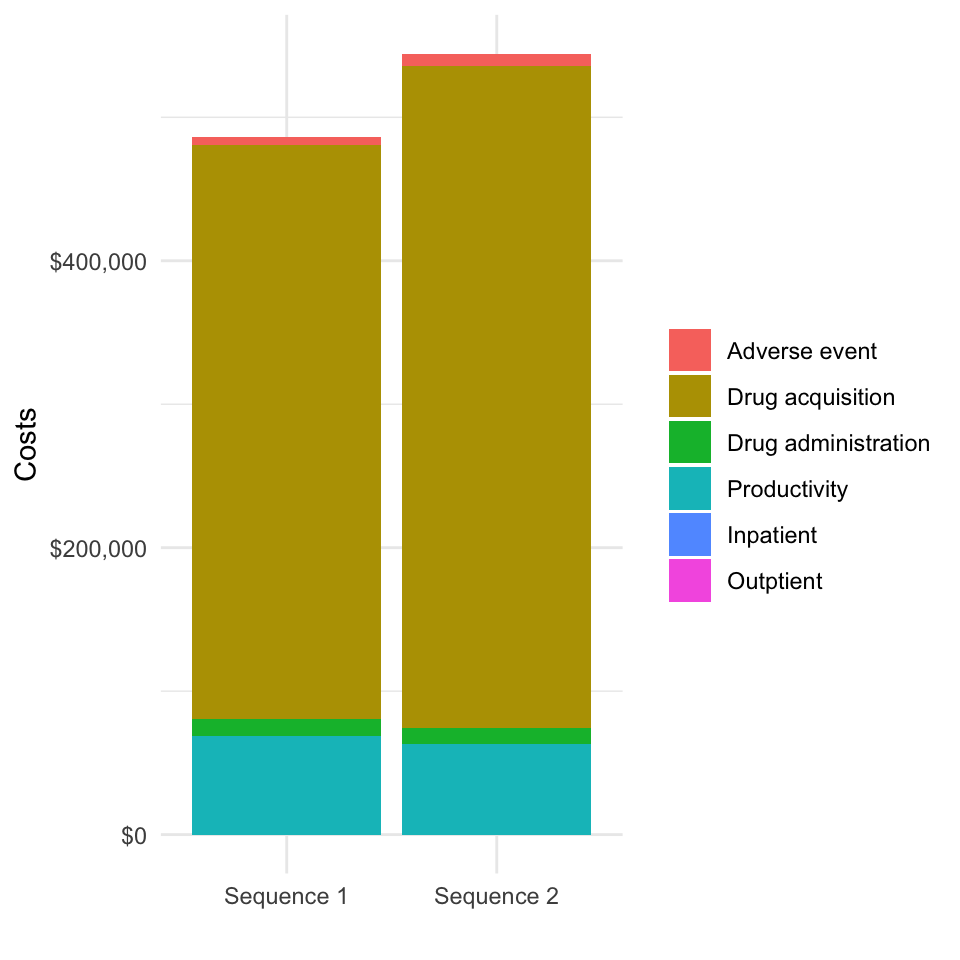 Costs
$400,000
$200,000
$0
Sequence 1
Sequence 2
Adverse event
Drug acquisition
Drug administration
Productivity
Inpatient
Outptient